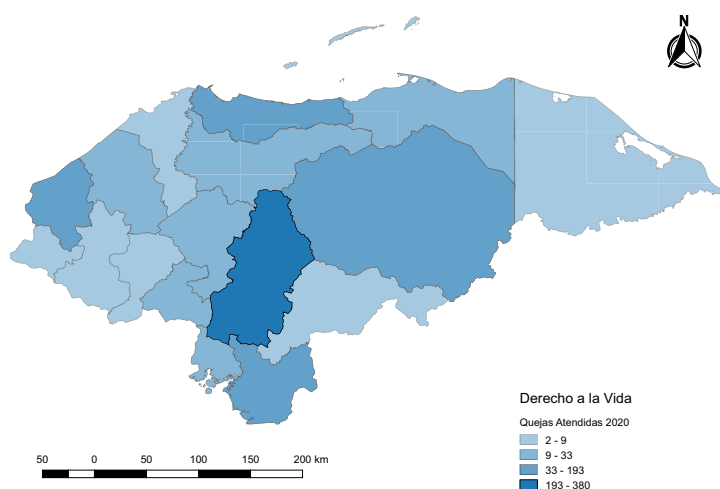 N
Derecho a la Vida
Quejas Atendidas 2020
2 - 9
9 - 33
33 - 193
193 - 380
50 0 50 100 150 200 km